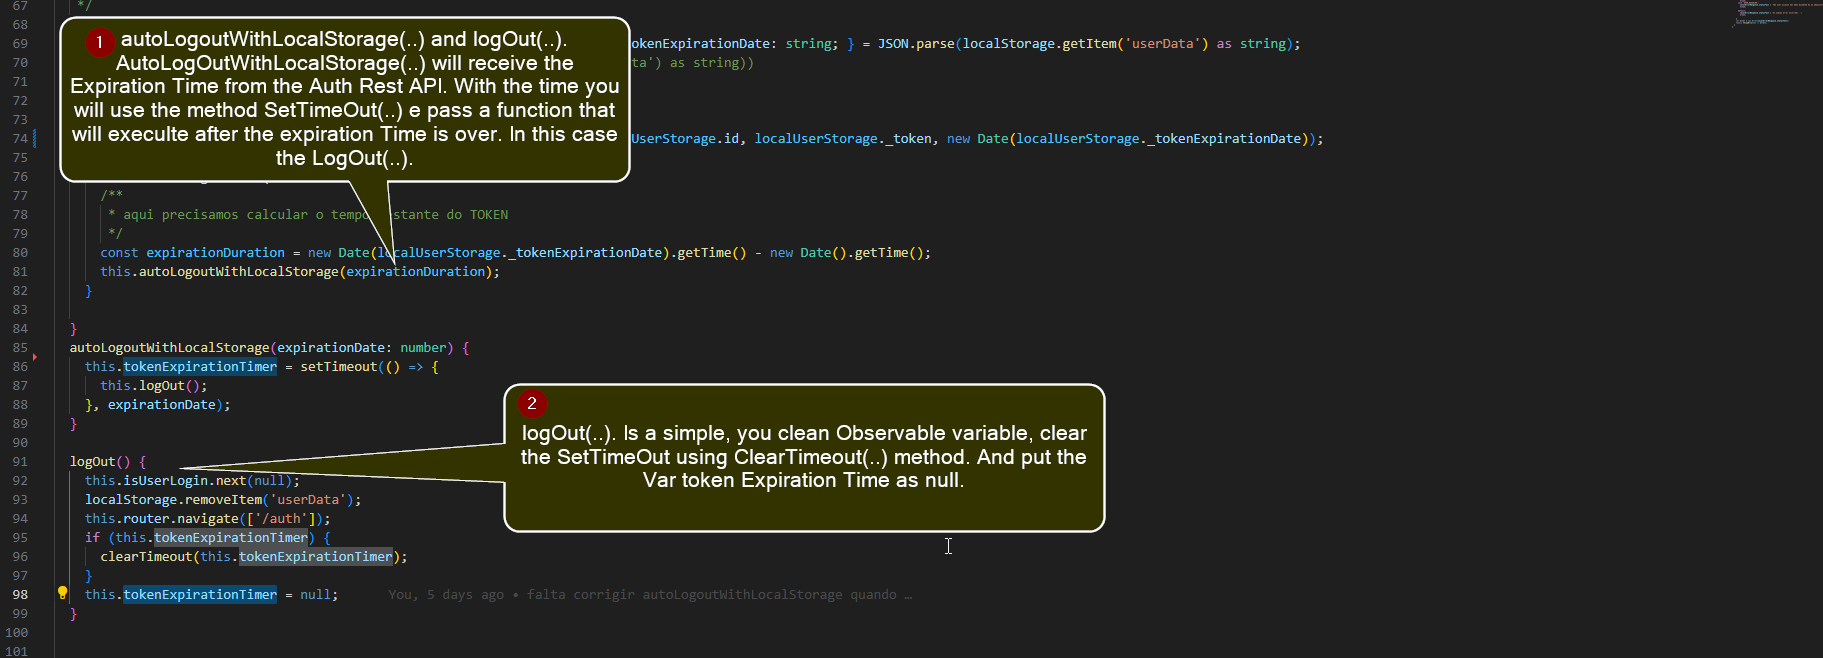 67 */
68
1 autoLogoutWithLocalStorage(..) and logOut(..).
AutoLogOutWithLocalStorage(..) will receive the
Expiration Time from the Auth Rest API. With the time you
will use the method SetTimeOut(..) e pass a function that
will execulte after the expiration Time is over. In this case
the LogOut(..).
69 okenExpirationDate: string; } = JSON.parse(localStorage.getItem('userData') as string);
70 ta') as string))
71
72
73
74 UserStorage.id, localUserStorage._token, new Date(localUserStorage._tokenExpirationDate));
75
76
77 /**
78 * aqui precisamos calcular o tempo stante do TOKEN
79 */
80 const expirationDuration = new Date(localUserStorage._tokenExpirationDate).getTime() - new Date().getTime();
81 this.autoLogoutWithLocalStorage(expirationDuration);
82 }
83
84 }
85 autoLogoutWithLocalStorage(expirationDate: number) {
86 this.tokenExpirationTimer = setTimeout(() => {
87 this.logOut();
88 }, expirationDate);
89 }
90
2
logOut(..). Is a simple, you clean Observable variable, clear
the SetTimeOut using ClearTimeout(..) method. And put the
Var token Expiration Time as null.
91 logOut() {
92 this.isUserLogin.next(null);
93 localStorage.removeItem('userData');
94 this.router.navigate(['/auth']);
95 if (this.tokenExpirationTimer) {
96 clearTimeout(this.tokenExpirationTimer);
97 }
98 this.tokenExpirationTimer = null; You, 5 days ago • falta corrigir autoLogoutWithLocalStorage quando …
99 }
100
101